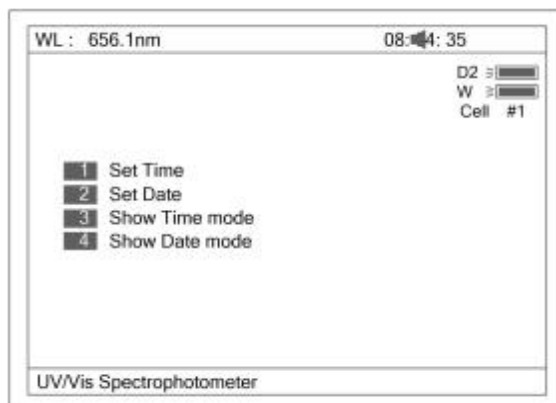 WL : 656.1nm 08: 4: 35
D2
W
Cell #1
1 Set Time
2 Set Date
3 Show Time mode
4 Show Date mode
UV/Vis Spectrophotometer